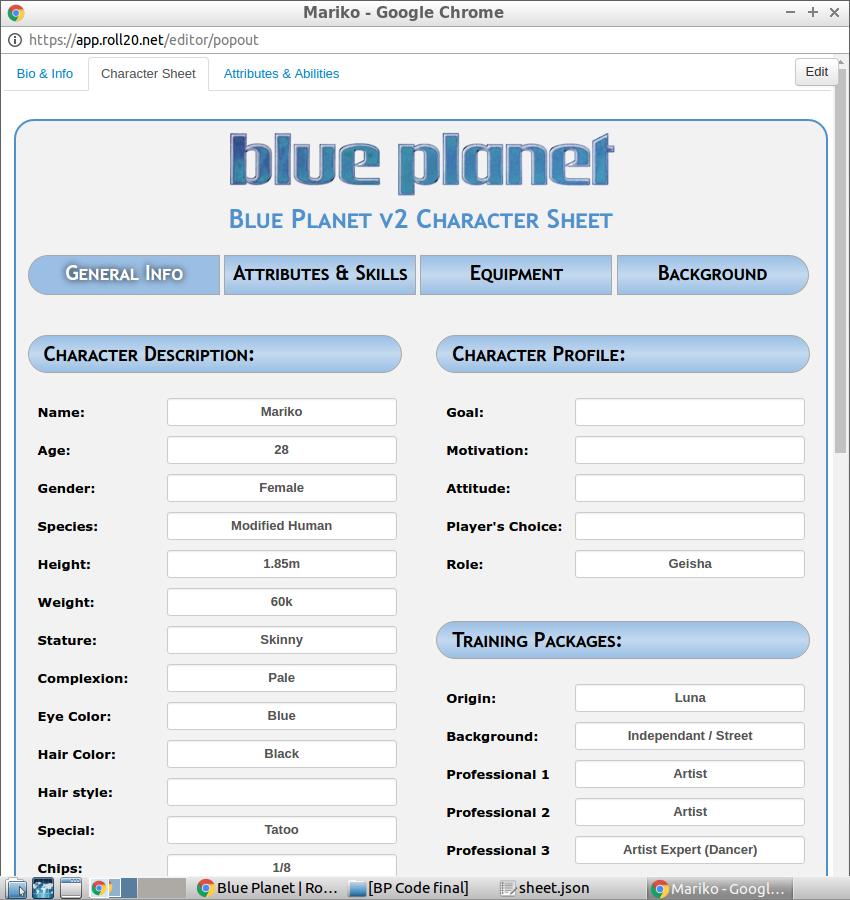 Mariko - Google Chrome
https://app.roll20.net/editor/popout
Bio & Info Character Sheet Attributes & Abilities Edit
blue planet
Blue Planet v2 Character Sheet
General Info Attributes & Skills Equipment Background
Character Description:
Name: Mariko
Age: 28
Gender: Female
Species: Modified Human
Height: 1.85m
Weight: 60k
Stature: Skinny
Complexion: Pale
Eye Color: Blue
Hair Color: Black
Hair style:
Special: Tatoo
Chips: 1/8
Character Profile:
Goal:
Motivation:
Attitude:
Player's Choice:
Role: Geisha
Training Packages:
Origin: Luna
Background: Independant / Street
Professional 1 Artist
Professional 2 Artist
Professional 3 Artist Expert (Dancer)
Blue Planet | Ro... [BP Code final] sheet.json Mariko - Googl...